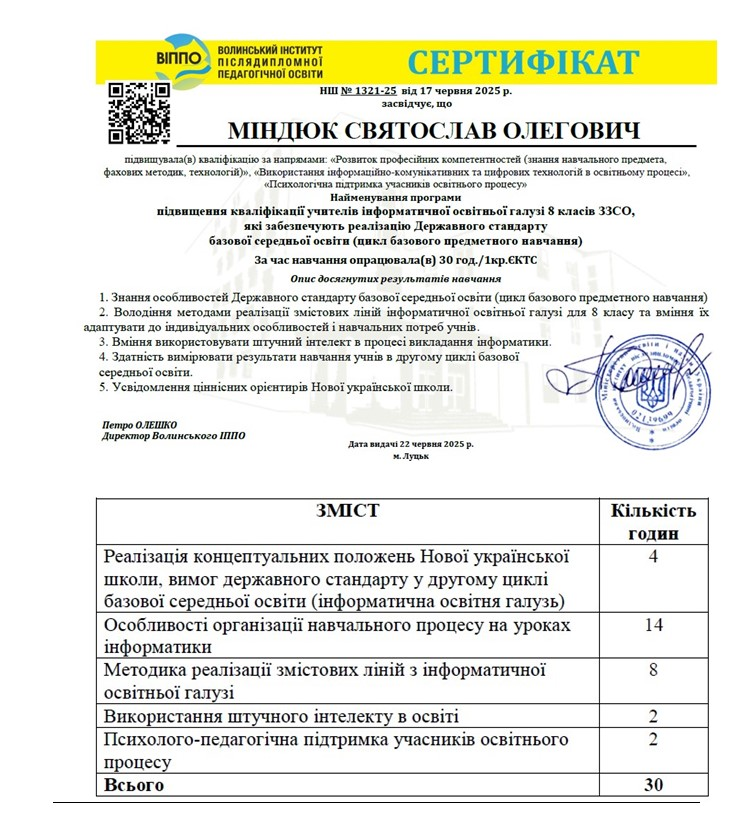 ВІППО
ВОЛИНСЬКИЙ ІНСТИТУТ
ПІСЛЯДИПЛОМНОЇ
ПЕДАГОГІЧНОЇ ОСВІТИ
СЕРТИФІКАТ
НШ № 1321-25 від 17 червня 2025 р.
засвідчує, що
МІНДЮК СВЯТОСЛАВ ОЛЕГОВИЧ
підвищувала(в) кваліфікацію за напрямами: «Розвиток професійних компетентностей (знання навчального предмета,
фахових методик, технологій)», «Використання інформаційно-комунікативних та цифрових технологій в освітньому процесі»,
«Психологічна підтримка учасників освітнього процесу»
Найменування програми
підвищення кваліфікації учителів інформатичної освітньої галузі 8 класів ЗЗСО,
які забезпечують реалізацію Державного стандарту
базової середньої освіти (цикл базового предметного навчання)
За час навчання опрацювала(в) 30 год./1кр.ЄКТС
Опис досягнутих результатів навчання
1. Знання особливостей Державного стандарту базової середньої освіти (цикл базового предметного навчання)
2. Володіння методами реалізації змістових ліній інформатичної освітньої галузі для 8 класу та вміння їх
адаптувати до індивідуальних особливостей і навчальних потреб учнів.
3. Вміння використовувати штучний інтелект в процесі викладання інформатики.
4. Здатність вимірювати результати навчання учнів в другому циклі базової
середньої освіти.
5. Усвідомлення ціннісних орієнтирів Нової української школи.
Петро ОЛЕШКО
Директор Волинського ІППО
Дата видачі 22 червня 2025 р.
м. Луцьк
ЗМІСТ
Кількість
годин
Реалізація концептуальних положень Нової української
школи, вимог державного стандарту у другому циклі
базової середньої освіти (інформатична освітня галузь)
4
Особливості організації навчального процесу на уроках
інформатики
14
Методика реалізації змістових ліній з інформатичної
освітньої галузі
8
Використання штучного інтелекту в освіті
2
Психолого-педагогічна підтримка учасників освітнього
процесу
2
Всього
30